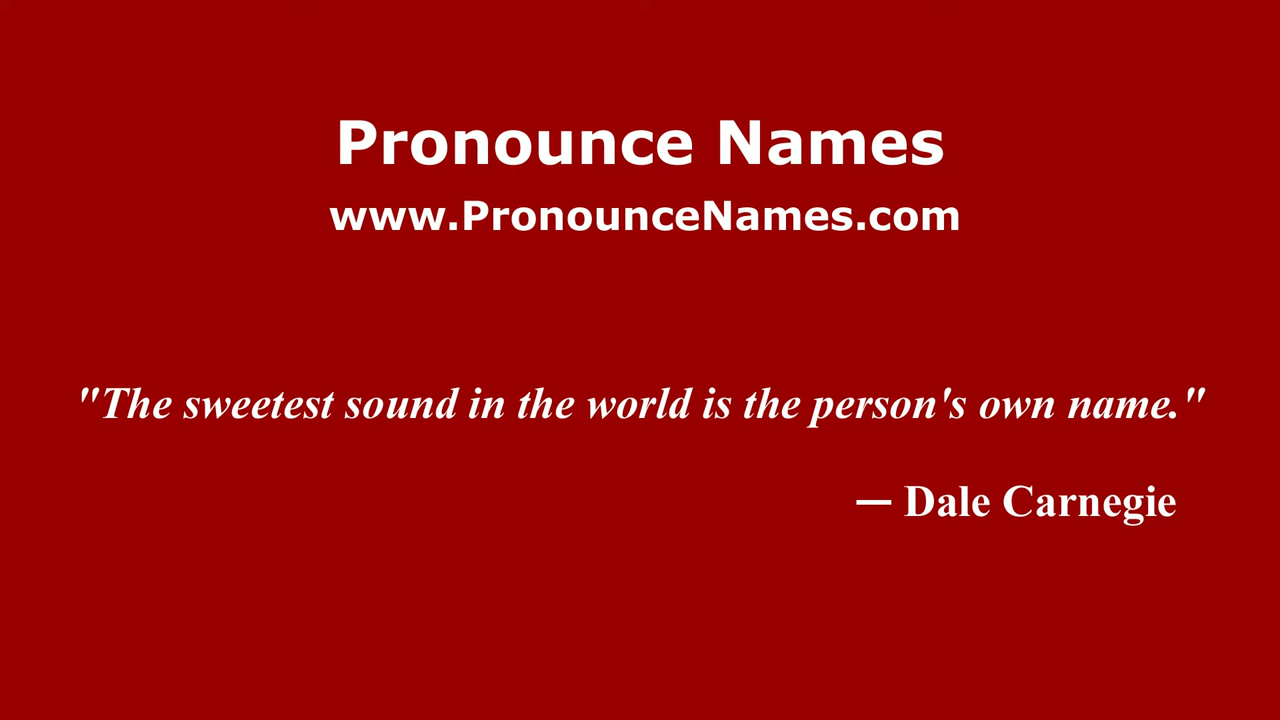 Pronounce Names
www.PronounceNames.com
"The sweetest sound in the world is the person's own name."
— Dale Carnegie